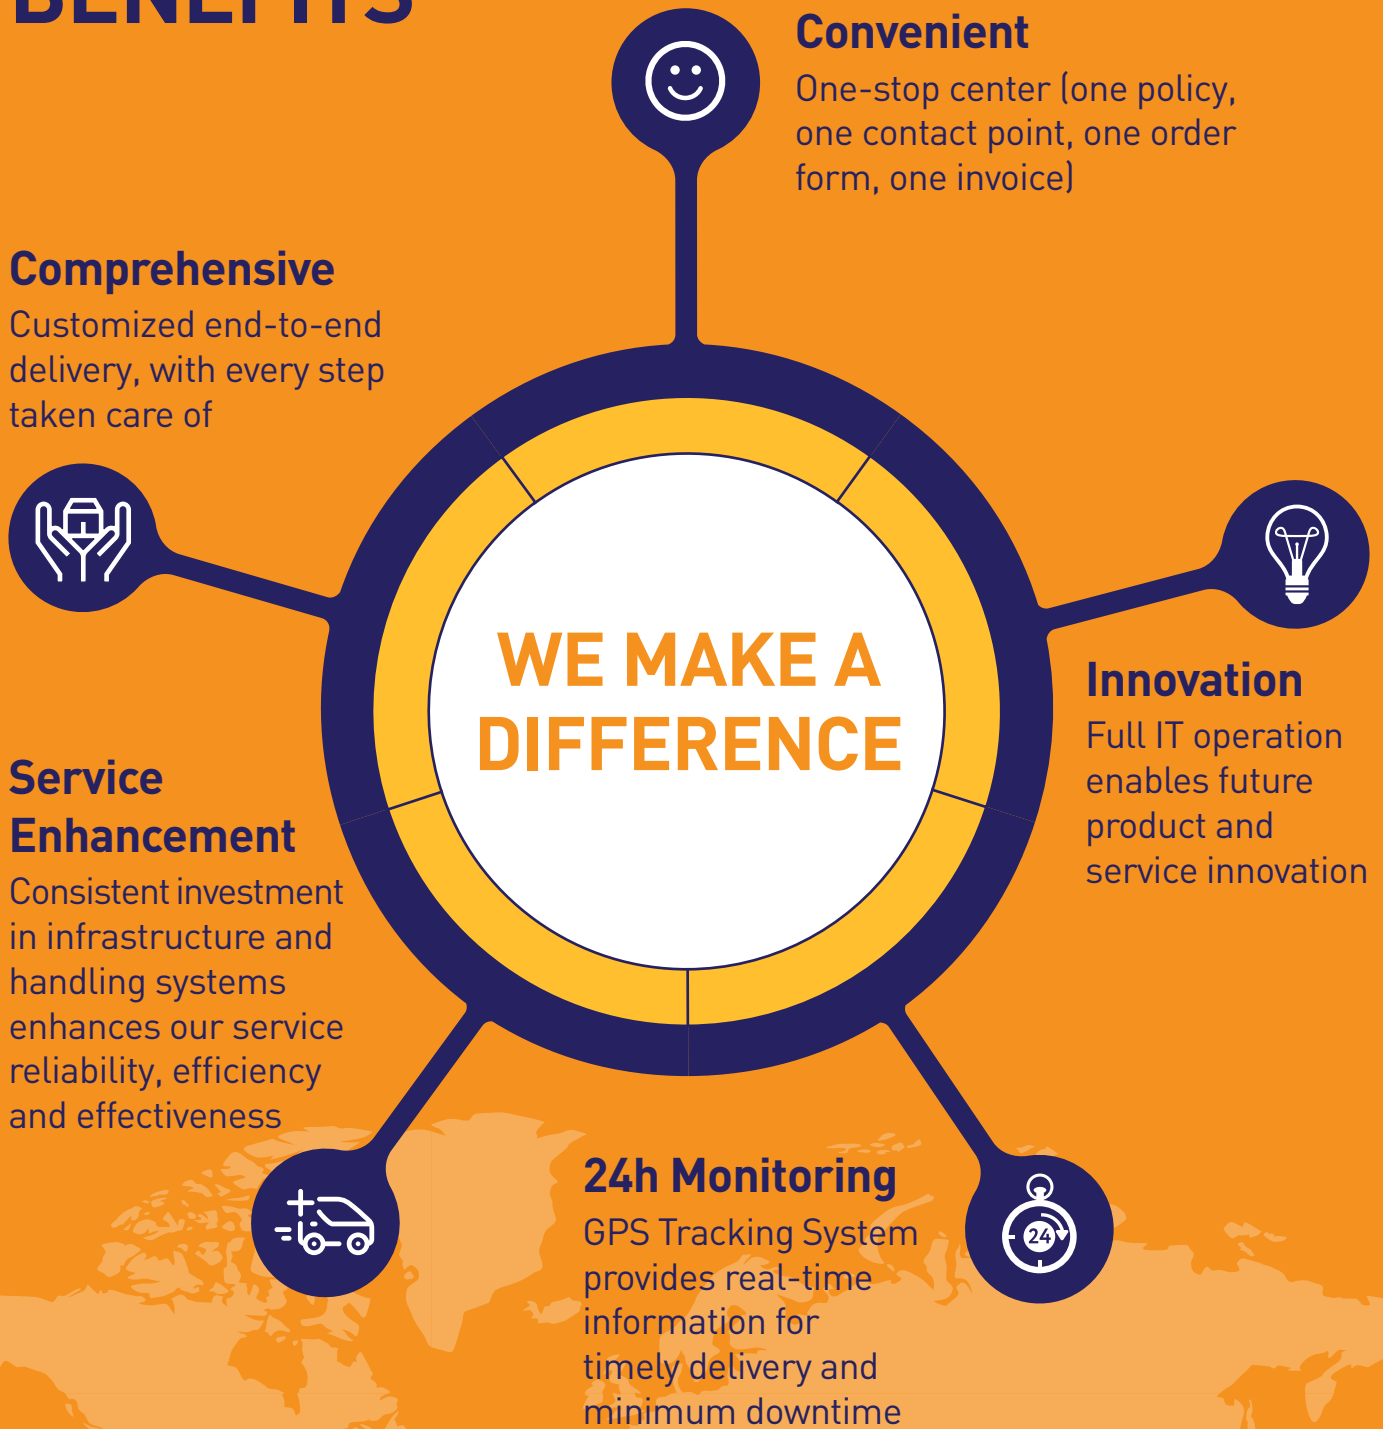 BENEFITS
Convenient
One-stop center (one policy,
one contact point, one order
form, one invoice)
Comprehensive
Customized end-to-end
delivery, with every step
taken care of
WE MAKE A
DIFFERENCE
Innovation
Full IT operation
enables future
product and
service innovation
Service
Enhancement
Consistent investment
in infrastructure and
handling systems
enhances our service
reliability, efficiency
and effectiveness
24h Monitoring
GPS Tracking System
provides real-time
information for
timely delivery and
minimum downtime
24